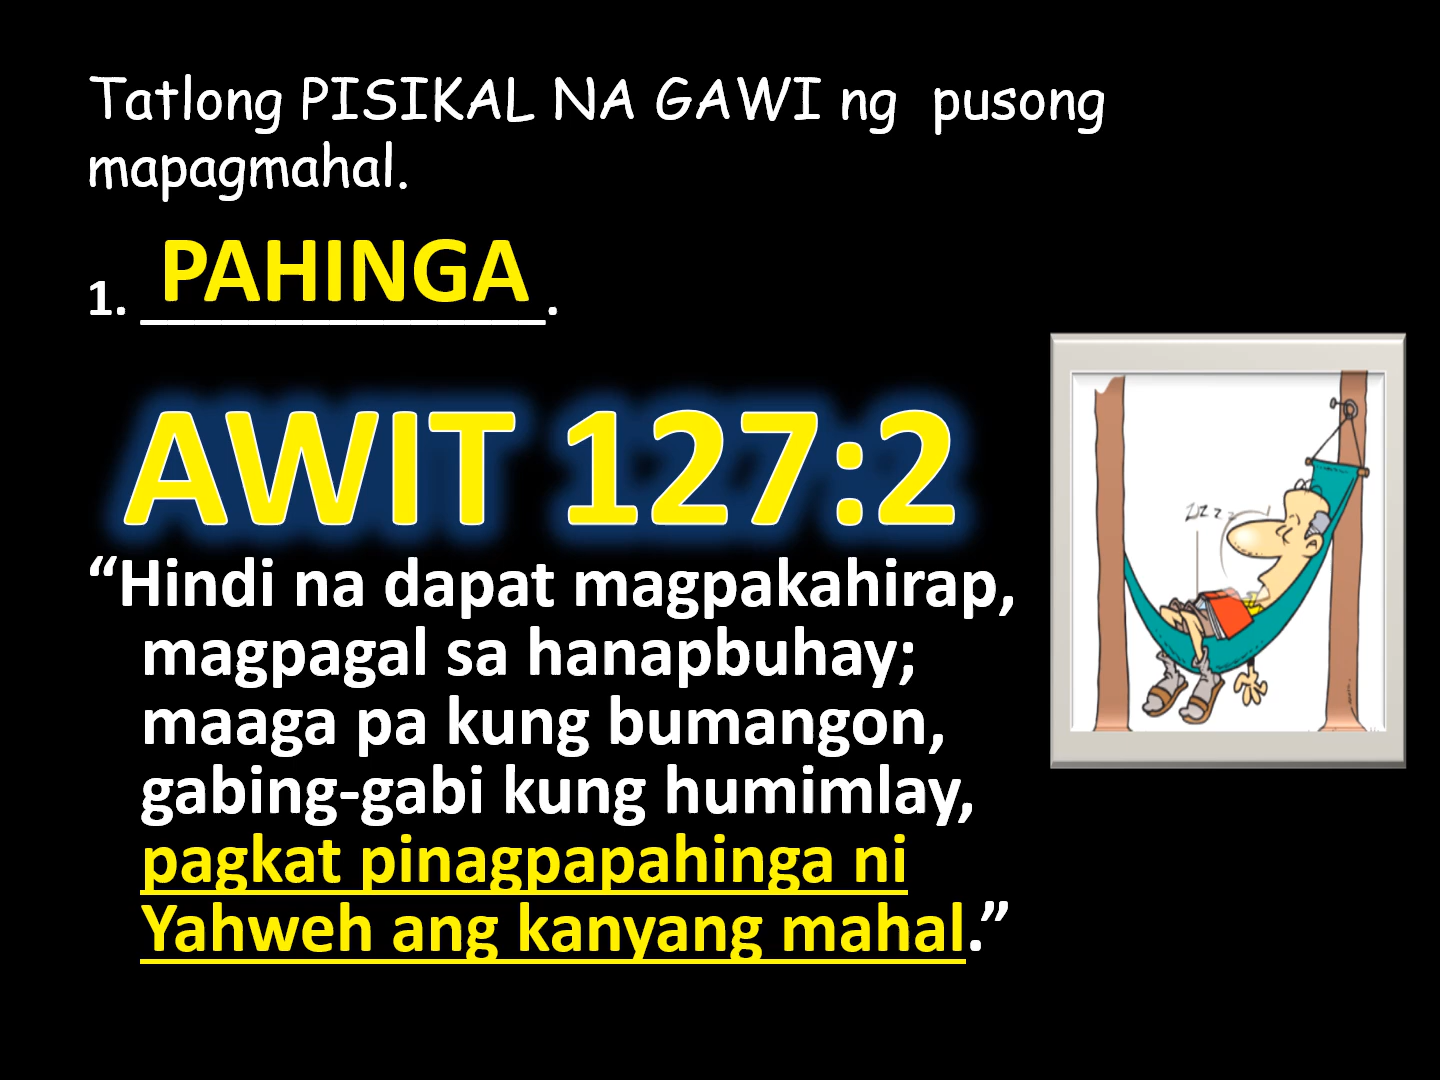 Tatlong PISIKAL NA GAWI ng pusong
mapagmahal.
1. PAHINGA.
AWIT 127:2
“Hindi na dapat magpakahirap,
magpagal sa hanapbuhay;
maaga pa kung bumangon,
gabing-gabi kung humimlay,
pagkat pinagpapahinga ni
Yahweh ang kanyang mahal.”
zzzz